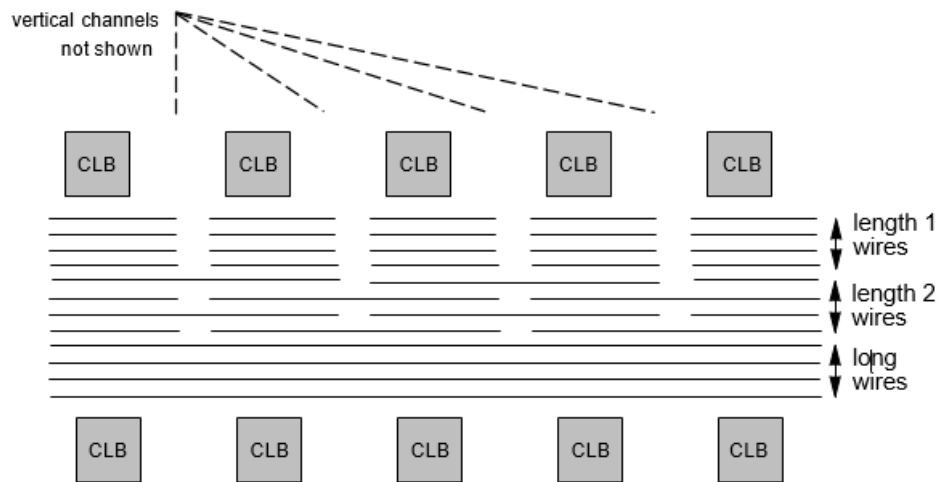 vertical channels
not shown
CLB CLB CLB CLB CLB
length 1
wires
length 2
wires
long
wires
CLB CLB CLB CLB CLB